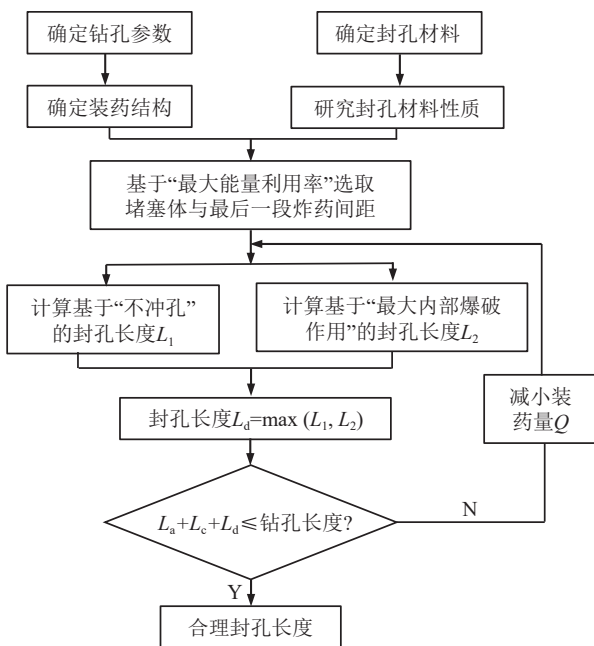 确定钻孔参数
确定封孔材料
确定装药结构
研究封孔材料性质
基于“最大能量利用率”选取
堵塞体与最后一段炸药间距
计算基于“不冲孔”
的封孔长度L₁
计算基于“最大内部爆破
作用”的封孔长度L₂
减小装
药量Q
封孔长度L_d=max (L₁, L₂)
L_a+L_c+L_d≤钻孔长度?
N
Y
合理封孔长度